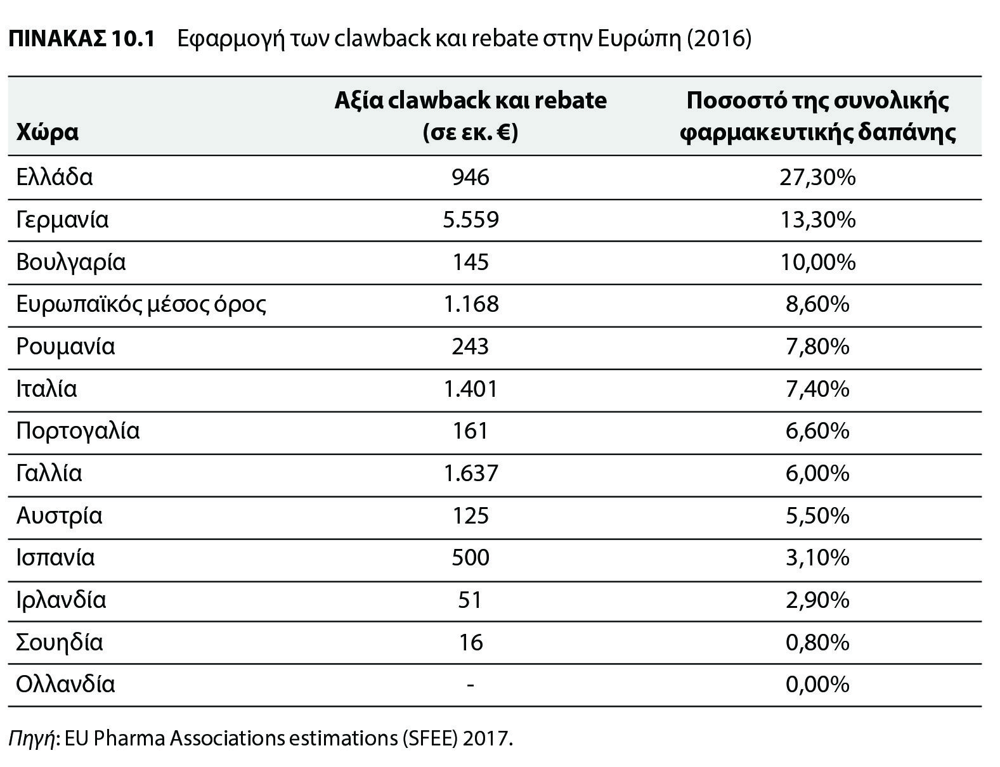 ΠΙΝΑΚΑΣ 10.1 Εφαρμογή των clawback και rebate στην Ευρώπη (2016)
Χώρα Αξία clawback και rebate (σε εκ. €) Ποσοστό της συνολικής φαρμακευτικής δαπάνης
Ελλάδα 946 27,30%
Γερμανία 5.559 13,30%
Βουλγαρία 145 10,00%
Ευρωπαϊκός μέσος όρος 1.168 8,60%
Ρουμανία 243 7,80%
Ιταλία 1.401 7,40%
Πορτογαλία 161 6,60%
Γαλλία 1.637 6,00%
Αυστρία 125 5,50%
Ισπανία 500 3,10%
Ιρλανδία 51 2,90%
Σουηδία 16 0,80%
Ολλανδία - 0,00%
Πηγή: EU Pharma Associations estimations (SFEE) 2017.